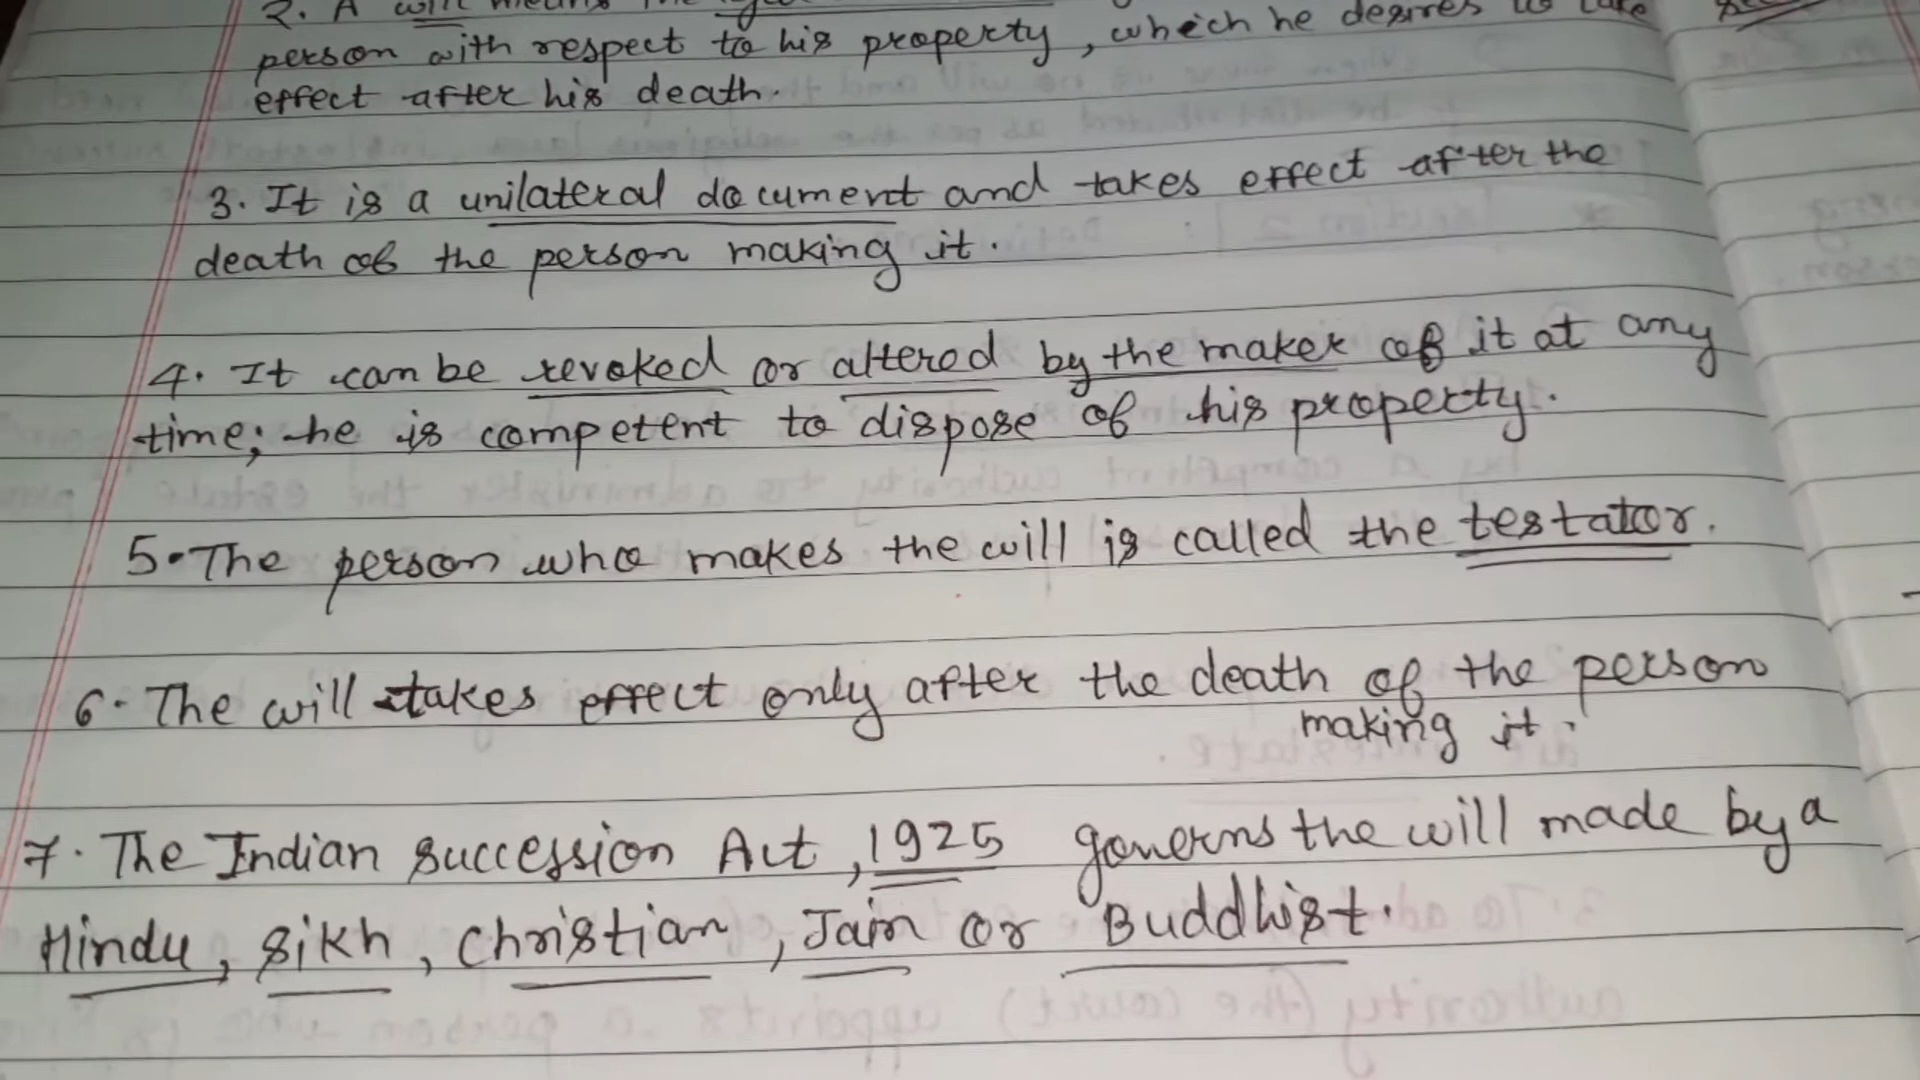 2. A will means the
person with respect to his property, which he desires to take
effect after his death.
3. It is a unilateral document and takes effect after the
death of the person making it.
4. It can be revoked or altered by the maker of it at any
time; he is competent to dispose of his property.
5. The person who makes the will is called the testator.
6. The will takes effect only after the death of the person
making it.
7. The Indian Succession Act, 1925 governs the will made by a
Hindu, Sikh, Christian, Jain or Buddhist.